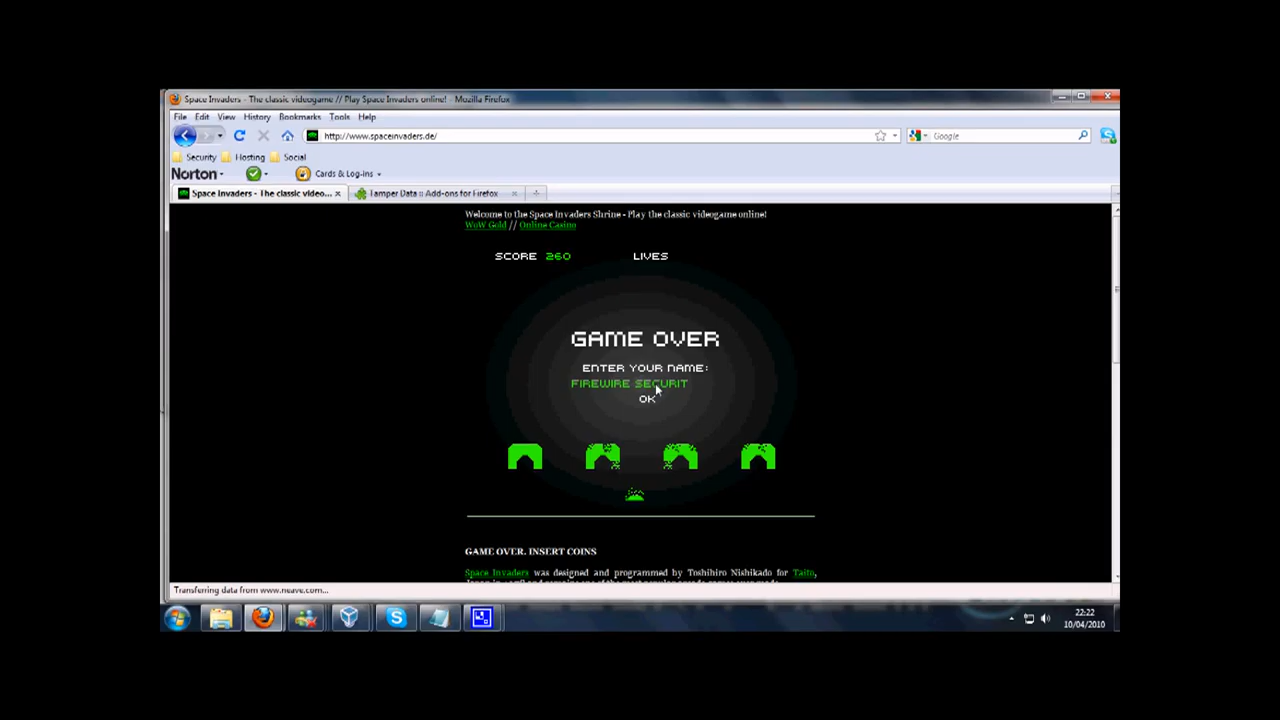 Space Invaders - The classic videogame // Play Space Invaders online! - Mozilla Firefox
File Edit View History Bookmarks Tools Help
http://www.spaceinvaders.de/ Google
Security Hosting Social
Norton Cards & Log-ins
Space Invaders - The classic video... Tamper Data :: Add-ons for Firefox
Welcome to the Space Invaders Shrine - Play the classic videogame online!
WoW Gold // Online Casino
SCORE 260 LIVES
GAME OVER
ENTER YOUR NAME:
FIREWIRE SECURIT
OK
GAME OVER. INSERT COINS
Space Invaders was designed and programmed by Toshihiro Nishikado for Taito,
Transferring data from www.neave.com...
22:22
10/04/2010